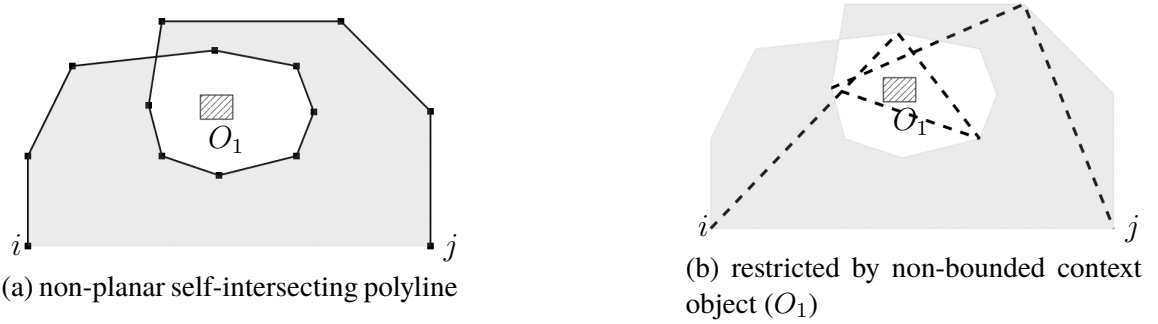 O₁
i
j
(a) non-planar self-intersecting polyline
O₁
i
j
(b) restricted by non-bounded context
object (O₁)